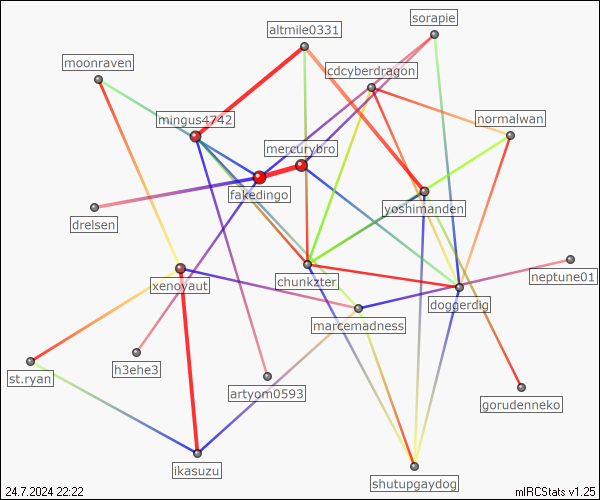 sorapie
altmile0331
moonraven
cdcyberdragon
mingus4742
normalwan
mercurybro
fakedingo
yoshimanden
drelsen
neptune01
xenoyaut
chunkzter
doggerdig
marcemadness
h3ehe3
st.ryan
artyom0593
gorudenneko
ikasuzu
shutupgaydog
24.7.2024 22:22
mIRCStats v1.25